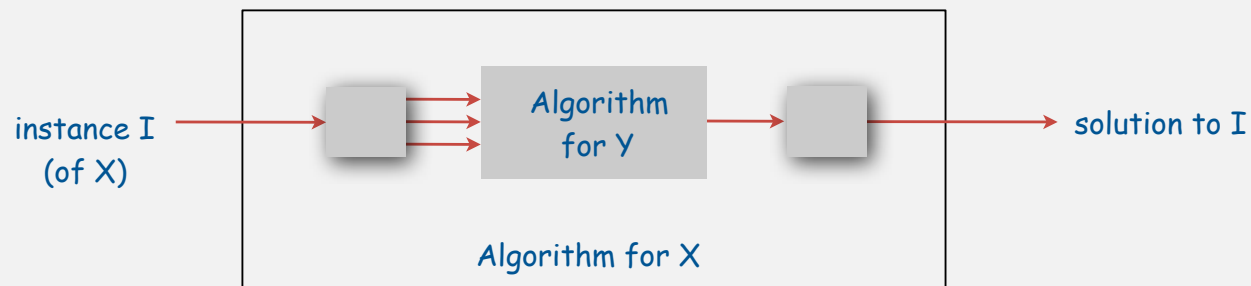 instance I
(of X)
Algorithm
for Y
solution to I
Algorithm for X